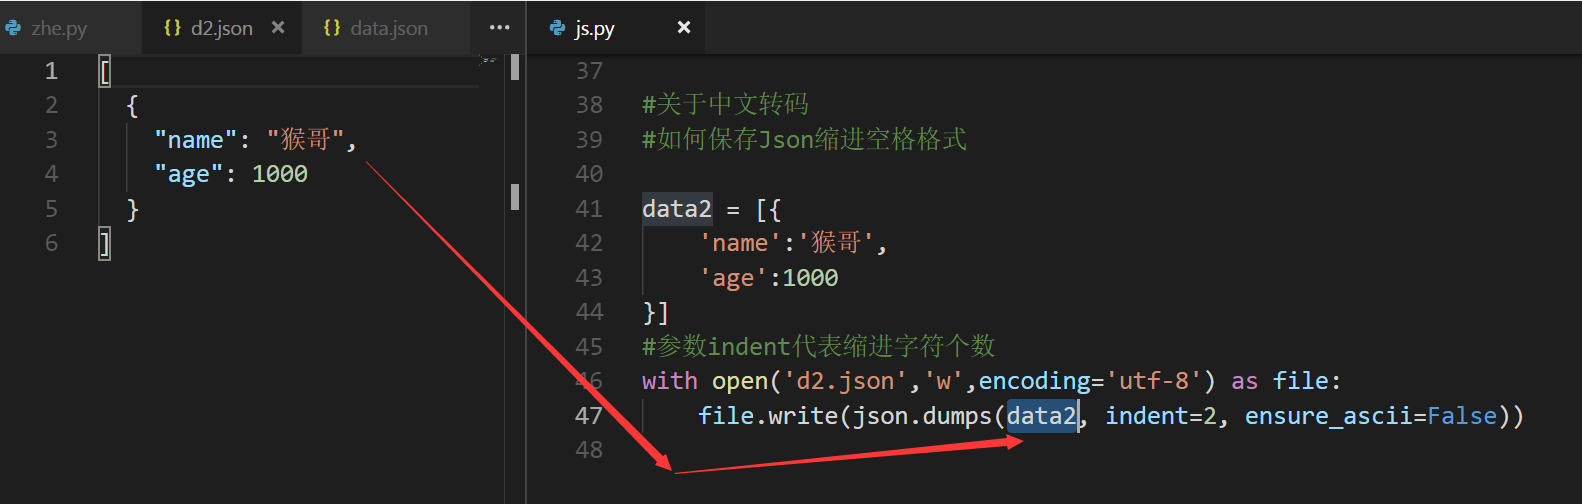 zhe.py
{} d2.json ×
{} data.json
...
1 [
2 {
3 "name": "猴哥",
4 "age": 1000
5 }
6 ]
js.py ×
37
38 #关于中文转码
39 #如何保存Json缩进空格格式
40
41 data2 = [{
42 'name':'猴哥',
43 'age':1000
44 }]
45 #参数indent代表缩进字符个数
46 with open('d2.json','w',encoding='utf-8') as file:
47 file.write(json.dumps(data2, indent=2, ensure_ascii=False))
48